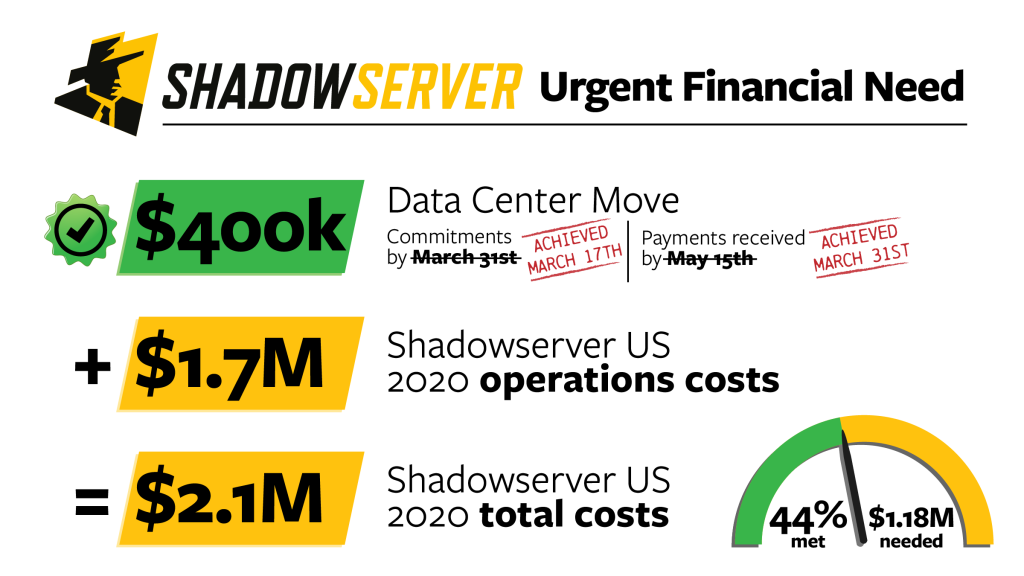 SHADOWSERVER Urgent Financial Need
$400k
Data Center Move
Commitments
by March 31st
ACHIEVED
MARCH 17TH
Payments received
by May 15th
ACHIEVED
MARCH 31ST
+ $1.7M
Shadowserver US
2020 operations costs
= $2.1M
Shadowserver US
2020 total costs
44%
met
$1.18M
needed